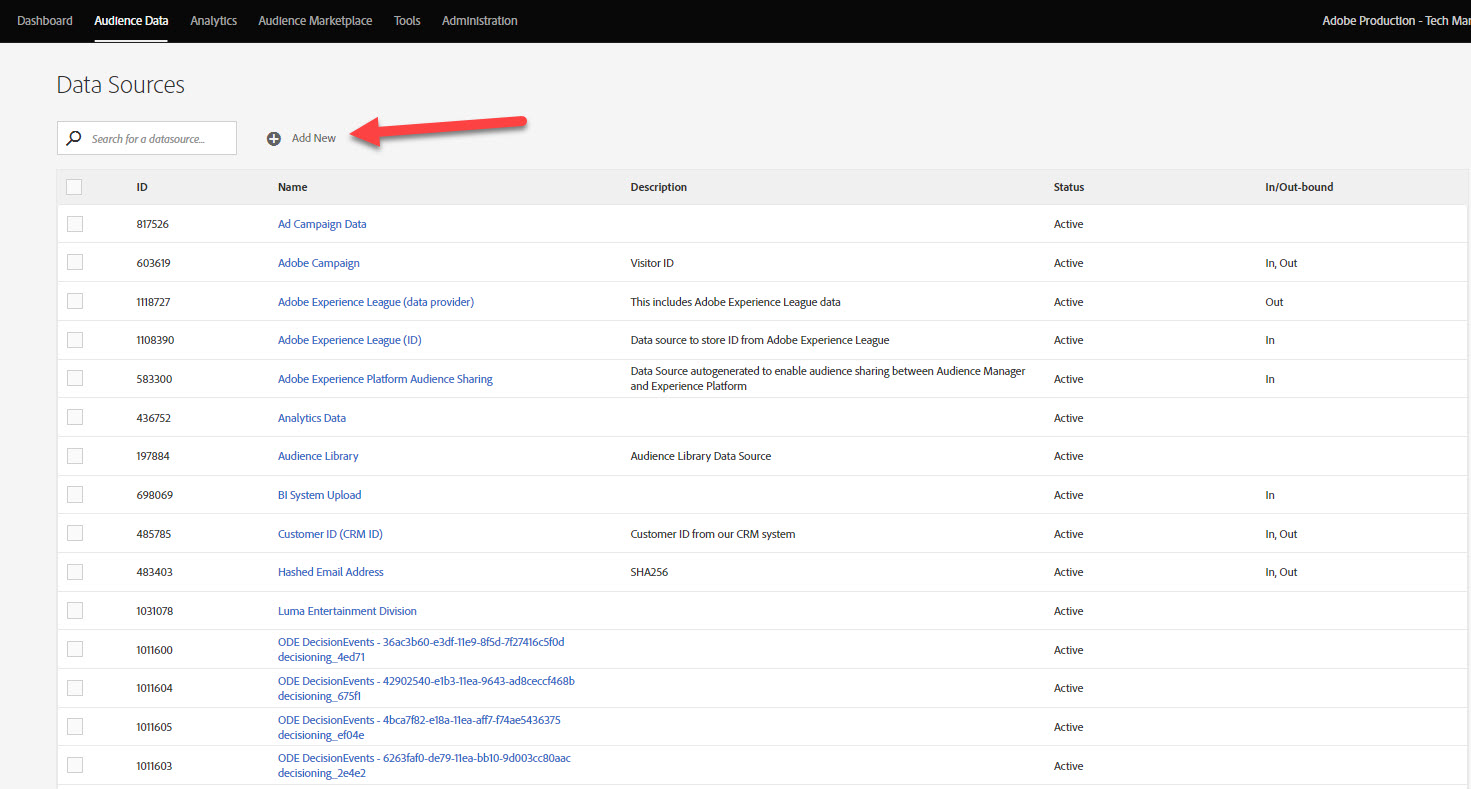 Dashboard Audience Data Analytics Audience Marketplace Tools Administration Adobe Production - Tech Mar
Data Sources
Search for a datasource... Add New
ID Name Description Status In/Out-bound
817526 Ad Campaign Data Active
603619 Adobe Campaign Visitor ID Active In, Out
1118727 Adobe Experience League (data provider) This includes Adobe Experience League data Active Out
1108390 Adobe Experience League (ID) Data source to store ID from Adobe Experience League Active In
Data Source autogenerated to enable audience sharing between Audience Manager
583300 Adobe Experience Platform Audience Sharing Active In
and Experience Platform
436752 Analytics Data Active
197884 Audience Library Audience Library Data Source Active
698069 BI System Upload Active In
485785 Customer ID (CRM ID) Customer ID from our CRM system Active In, Out
483403 Hashed Email Address SHA256 Active In, Out
1031078 Luma Entertainment Division Active
ODE DecisionEvents - 36ac3b60-e3df-11e9-8f5d-7f27416c5f0d
1011600 Active
decisioning_4ed71
ODE DecisionEvents - 42902540-e1b3-11ea-9643-ad8ceccf468b
1011604 Active
decisioning_675f1
ODE DecisionEvents - 4bca7f82-e18a-11ea-aff7-f74ae5436375
1011605 Active
decisioning_ef04e
ODE DecisionEvents - 6263faf0-de79-11ea-bb10-9d003cc80aac
1011603 Active
decisioning_2e4e2